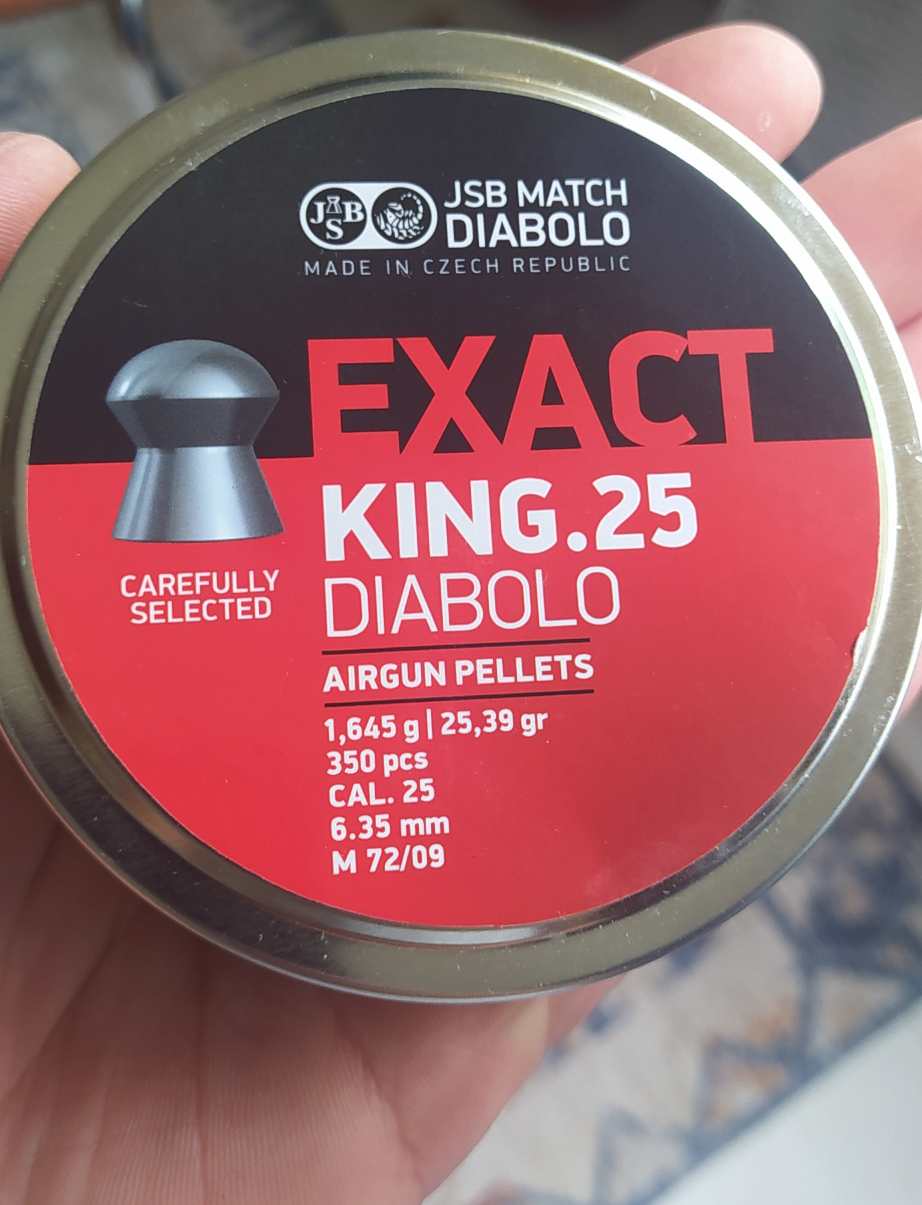 JSB
JSB MATCH
DIABOLO
MADE IN CZECH REPUBLIC
EXACT
KING.25
DIABOLO
CAREFULLY
SELECTED
AIRGUN PELLETS
1,645 g | 25,39 gr
350 pcs
CAL. 25
6.35 mm
M 72/09